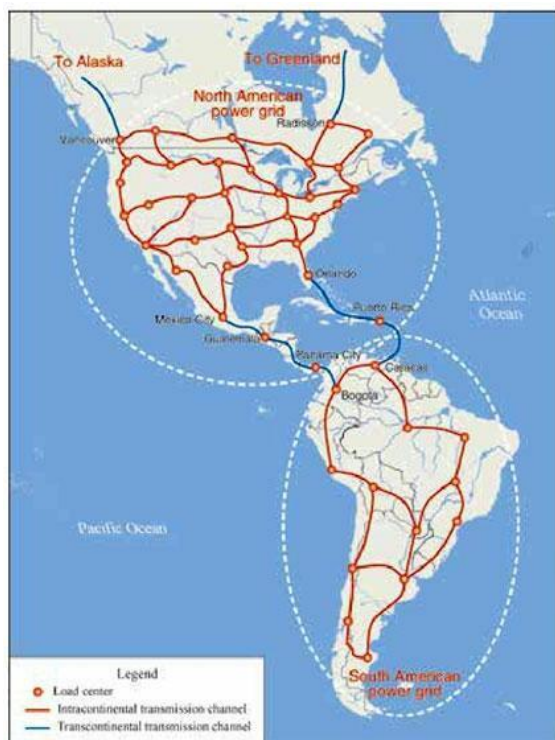 To Alaska
To Greenland
North American
power grid
Radisson
Vancouver
Orlando
Atlantic
Ocean
Mexico City
Puerto Rico
Guatemala
Panama City
Caracas
Bogota
Pacific Ocean
South American
power grid
Legend
Load center
Intracontinental transmission channel
Transcontinental transmission channel